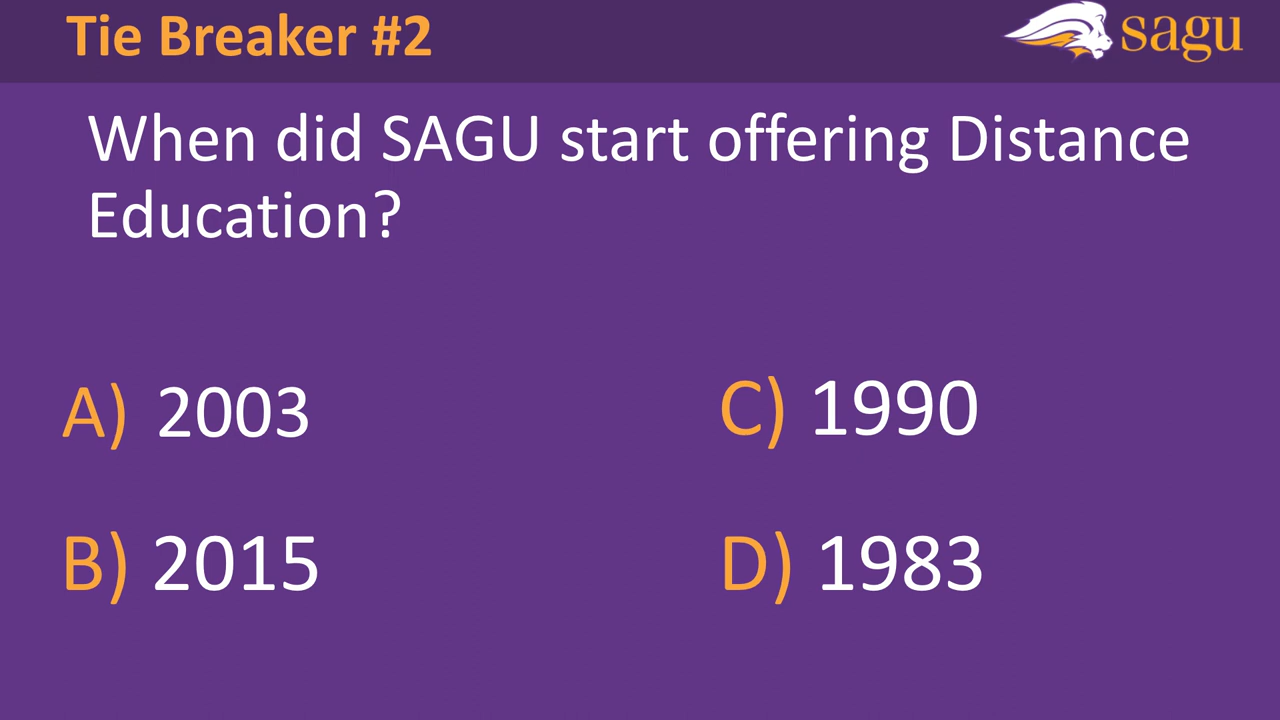 Tie Breaker #2
sagu
When did SAGU start offering Distance
Education?
A) 2003
C) 1990
B) 2015
D) 1983